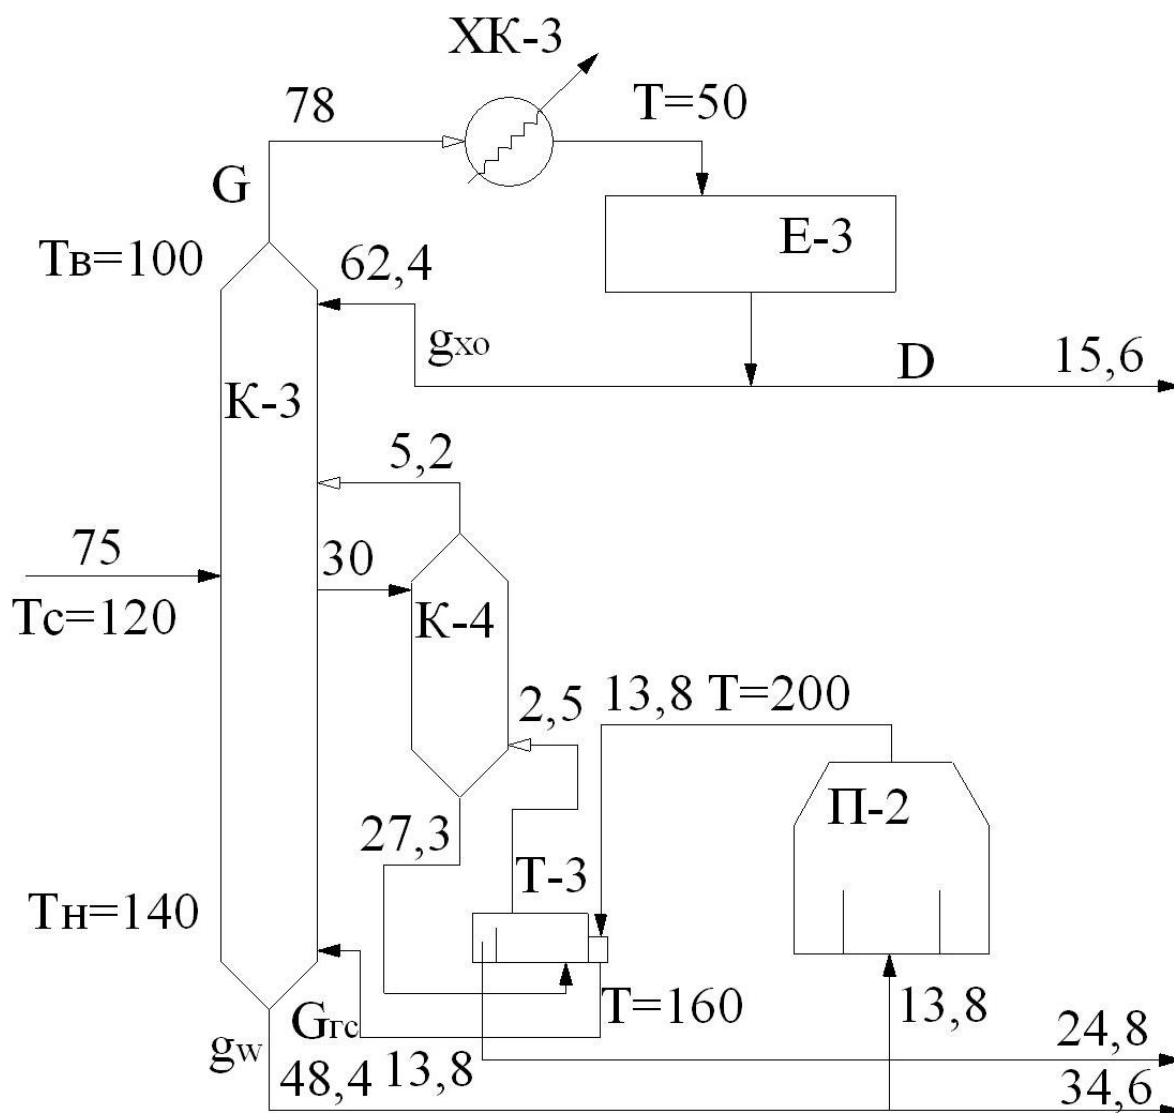 ХК-3
78
T=50
G
Е-3
Тв=100
62,4
gхо
D
15,6
К-3
5,2
75
30
Тс=120
К-4
2,5
13,8
T=200
П-2
27,3
Т-3
Тн=140
Gгс
T=160
13,8
gw
48,4
13,8
24,8
34,6